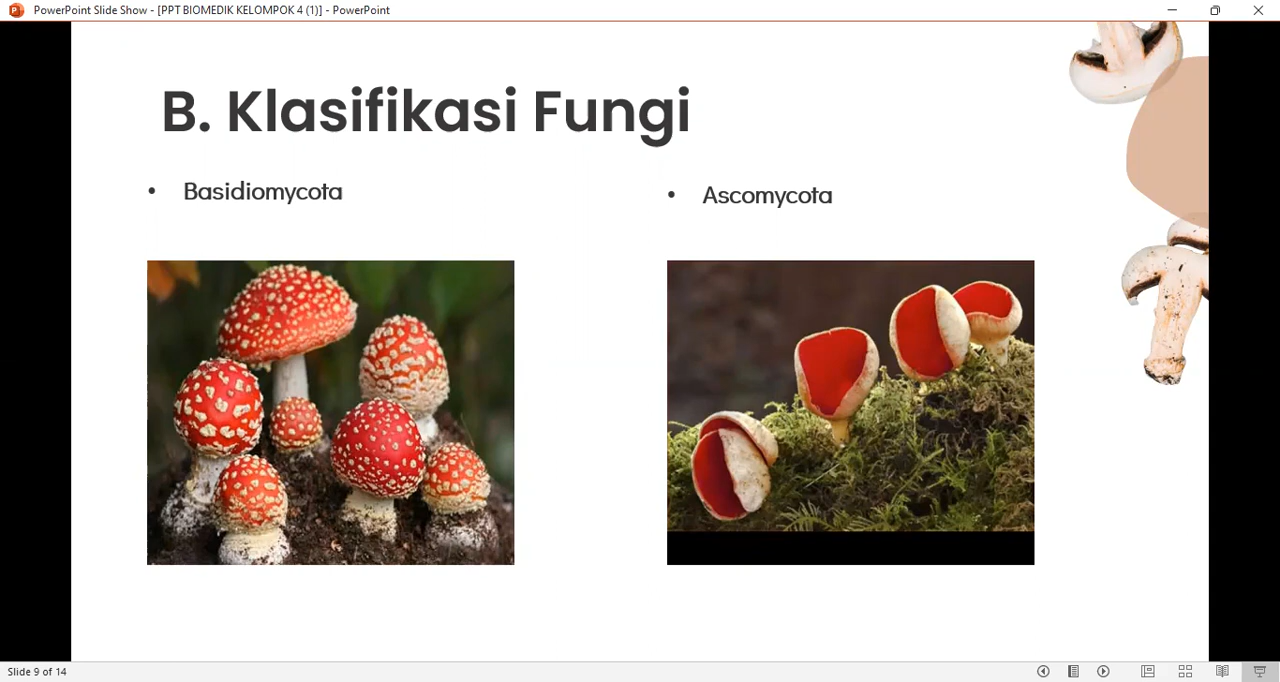 PowerPoint Slide Show - [PPT BIOMEDIK KELOMPOK 4 (1)] - PowerPoint
B. Klasifikasi Fungi
• Basidiomycota
• Ascomycota
Slide 9 of 14